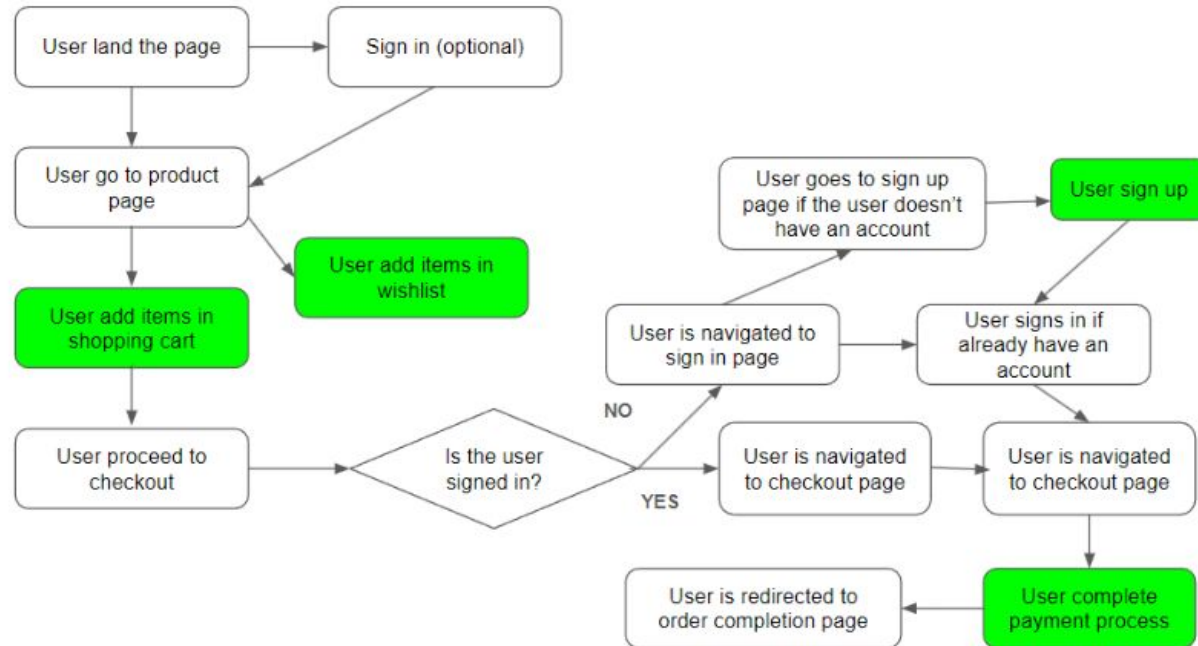 User land the page
Sign in (optional)
User go to product
page
User goes to sign up
page if the user doesn’t
have an account
User sign up
User add items in
wishlist
User add items in
shopping cart
User is navigated to
sign in page
User signs in if
already have an
account
NO
User proceed to
checkout
Is the user
signed in?
YES
User is navigated
to checkout page
User is navigated
to checkout page
User is redirected to
order completion page
User complete
payment process